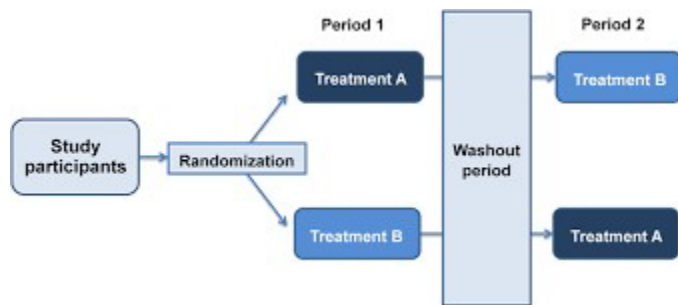 Period 1
Period 2
Treatment A
Treatment B
Study
participants
Randomization
Washout
period
Treatment B
Treatment A